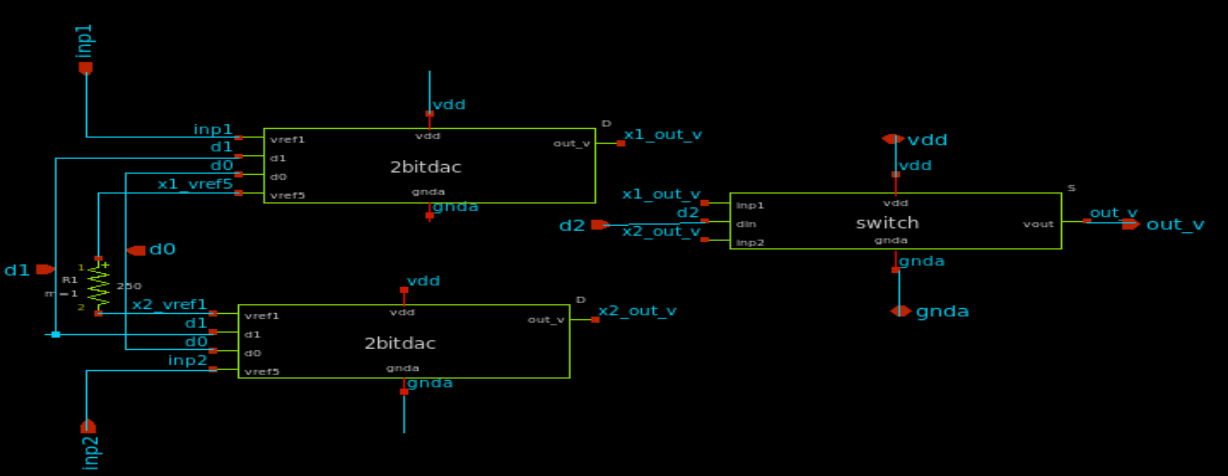 inp1
vdd
inp1
d1
d0
x1_vref5
vref1
d1
d0
vref5
vdd
2bitdac
gnda
out_v
D
x1_out_v
gnda
d1
d0
R1
m=1
1
+
2
250
x2_vref1
d1
d0
inp2
vref1
d1
d0
vref5
vdd
vdd
2bitdac
gnda
out_v
D
x2_out_v
gnda
inp2
vdd
vdd
x1_out_v
d2
d2
x2_out_v
inp1
din
inp2
vdd
switch
gnda
vout
S
out_v
out_v
gnda
gnda